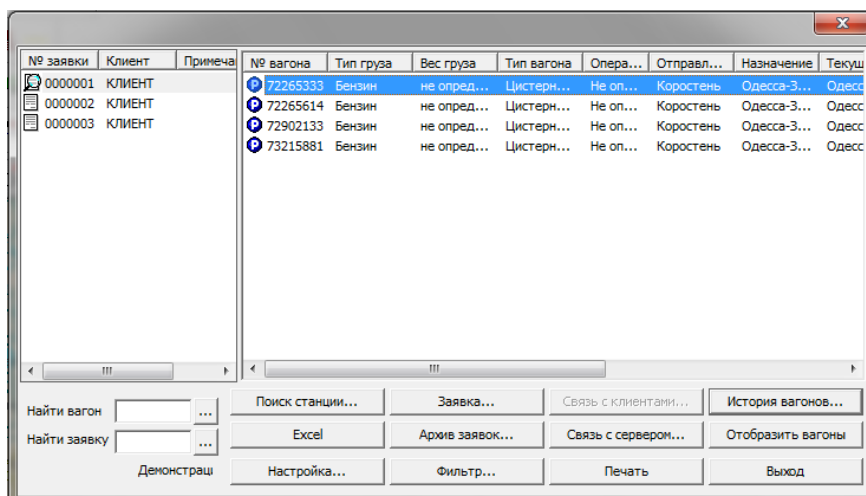 № заявки Клиент Примеча
0000001 КЛИЕНТ
0000002 КЛИЕНТ
0000003 КЛИЕНТ
№ вагона Тип груза Вес груза Тип вагона Опера... Отправл... Назначение Текущ
72265333 Бензин не опред... Цистерн... Не оп... Коростень Одесса-З... Одесс
72265614 Бензин не опред... Цистерн... Не оп... Коростень Одесса-З... Одесс
72902133 Бензин не опред... Цистерн... Не оп... Коростень Одесса-З... Одесс
73215881 Бензин не опред... Цистерн... Не оп... Коростень Одесса-З... Одесс
Найти вагон ...
Найти заявку ...
Демонстраци
Поиск станции... Заявка... Связь с клиентами... История вагонов...
Excel Архив заявок... Связь с сервером... Отобразить вагоны
Настройка... Фильтр... Печать Выход